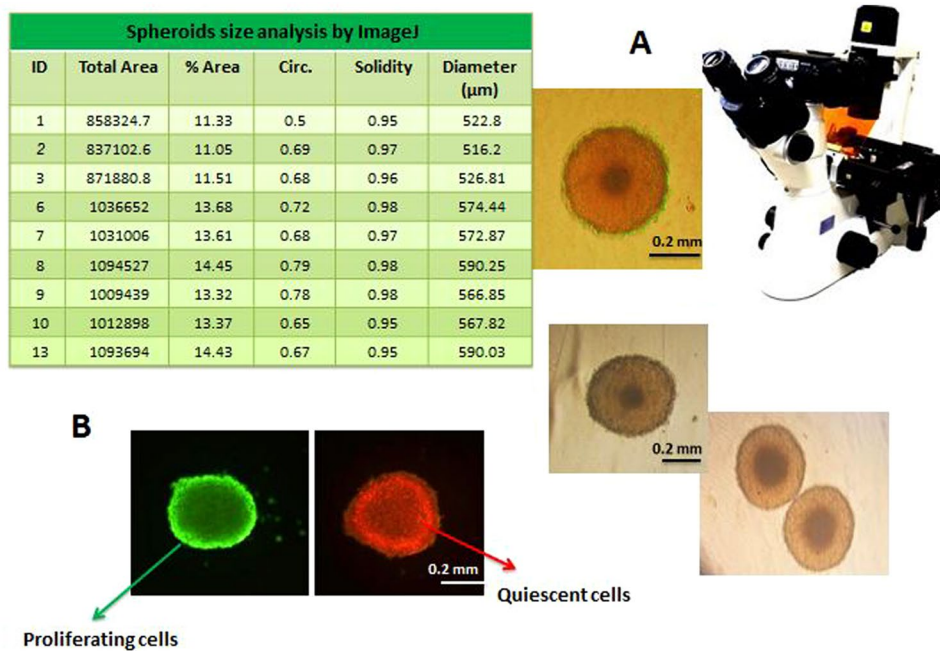 Spheroids size analysis by ImageJ
ID Total Area % Area Circ. Solidity Diameter
(µm)
1 858324.7 11.33 0.5 0.95 522.8
2 837102.6 11.05 0.69 0.97 516.2
3 871880.8 11.51 0.68 0.96 526.81
6 1036652 13.68 0.72 0.98 574.44
7 1031006 13.61 0.68 0.97 572.87
8 1094527 14.45 0.79 0.98 590.25
9 1009439 13.32 0.78 0.98 566.85
10 1012898 13.37 0.65 0.95 567.82
13 1093694 14.43 0.67 0.95 590.03
A
0.2 mm
0.2 mm
B
0.2 mm
Quiescent cells
Proliferating cells